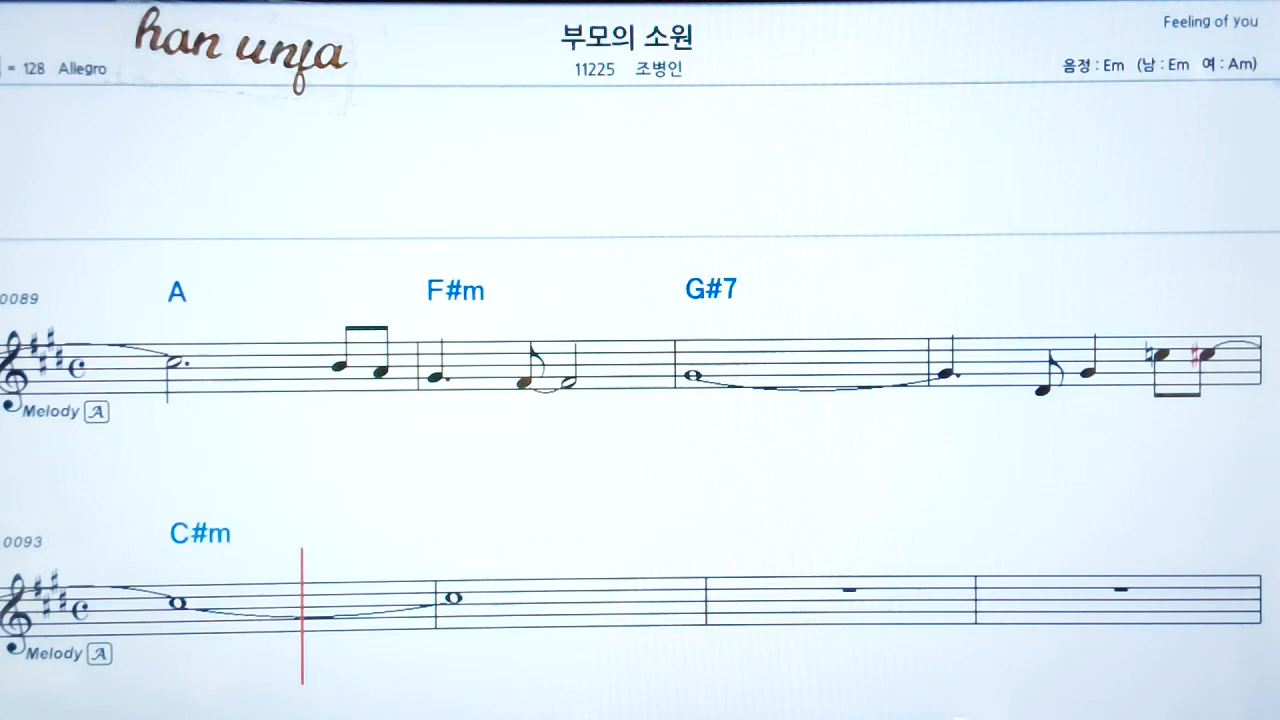 han unja
부모의 소원
Feeling of you
= 128 Allegro
11225 조병인
음정 : Em (남 : Em 여 : Am)
0089
A F#m G#7
Melody A
0093
C#m
Melody A